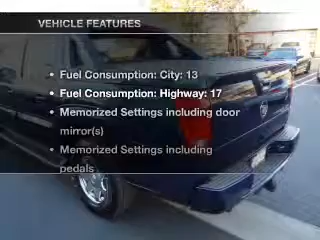 VEHICLE FEATURES
• Fuel Consumption: City: 13
• Fuel Consumption: Highway: 17
• Memorized Settings including door
mirror(s)
• Memorized Settings including
pedals